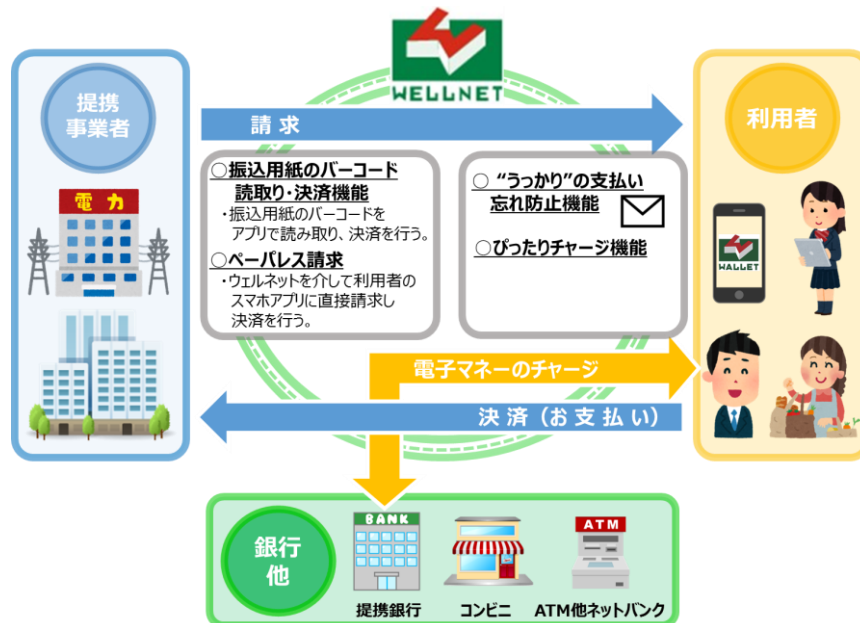 WELLNET
提携
事業者
請求
利用者
○振込用紙のバーコード
読取り・決済機能
・振込用紙のバーコードを
アプリで読み取り、決済を行う。
○ペーパレス請求
・ウェルネットを介して利用者の
スマホアプリに直接請求し
決済を行う。
○ “うっかり”の支払い
忘れ防止機能
○ぴったりチャージ機能
電力
WALLET
電子マネーのチャージ
決済（お支払い）
銀行
他
BANK
提携銀行
コンビニ
ATM
ATM他ネットバンク